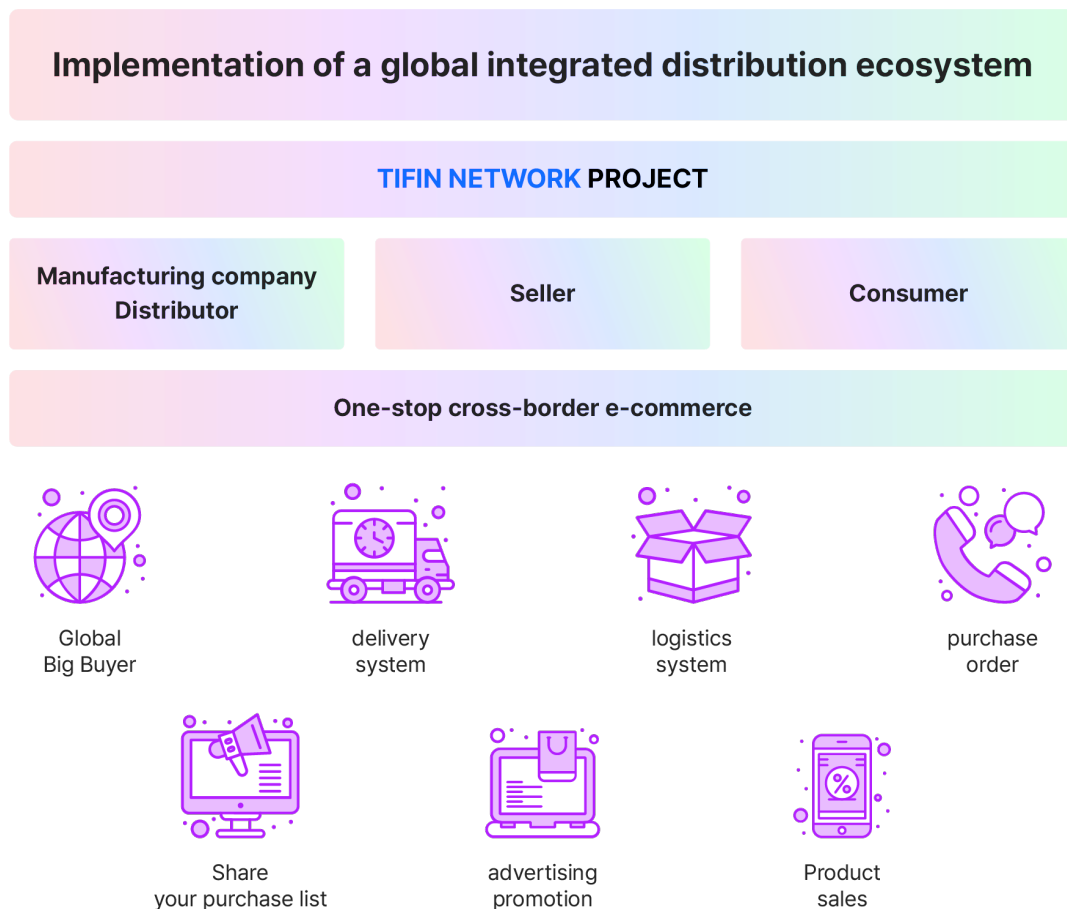 Implementation of a global integrated distribution ecosystem
TIFIN NETWORK PROJECT
Manufacturing company
Distributor
Seller
Consumer
One-stop cross-border e-commerce
Global
Big Buyer
delivery
system
logistics
system
purchase
order
%
Share
your purchase list
advertising
promotion
Product
sales